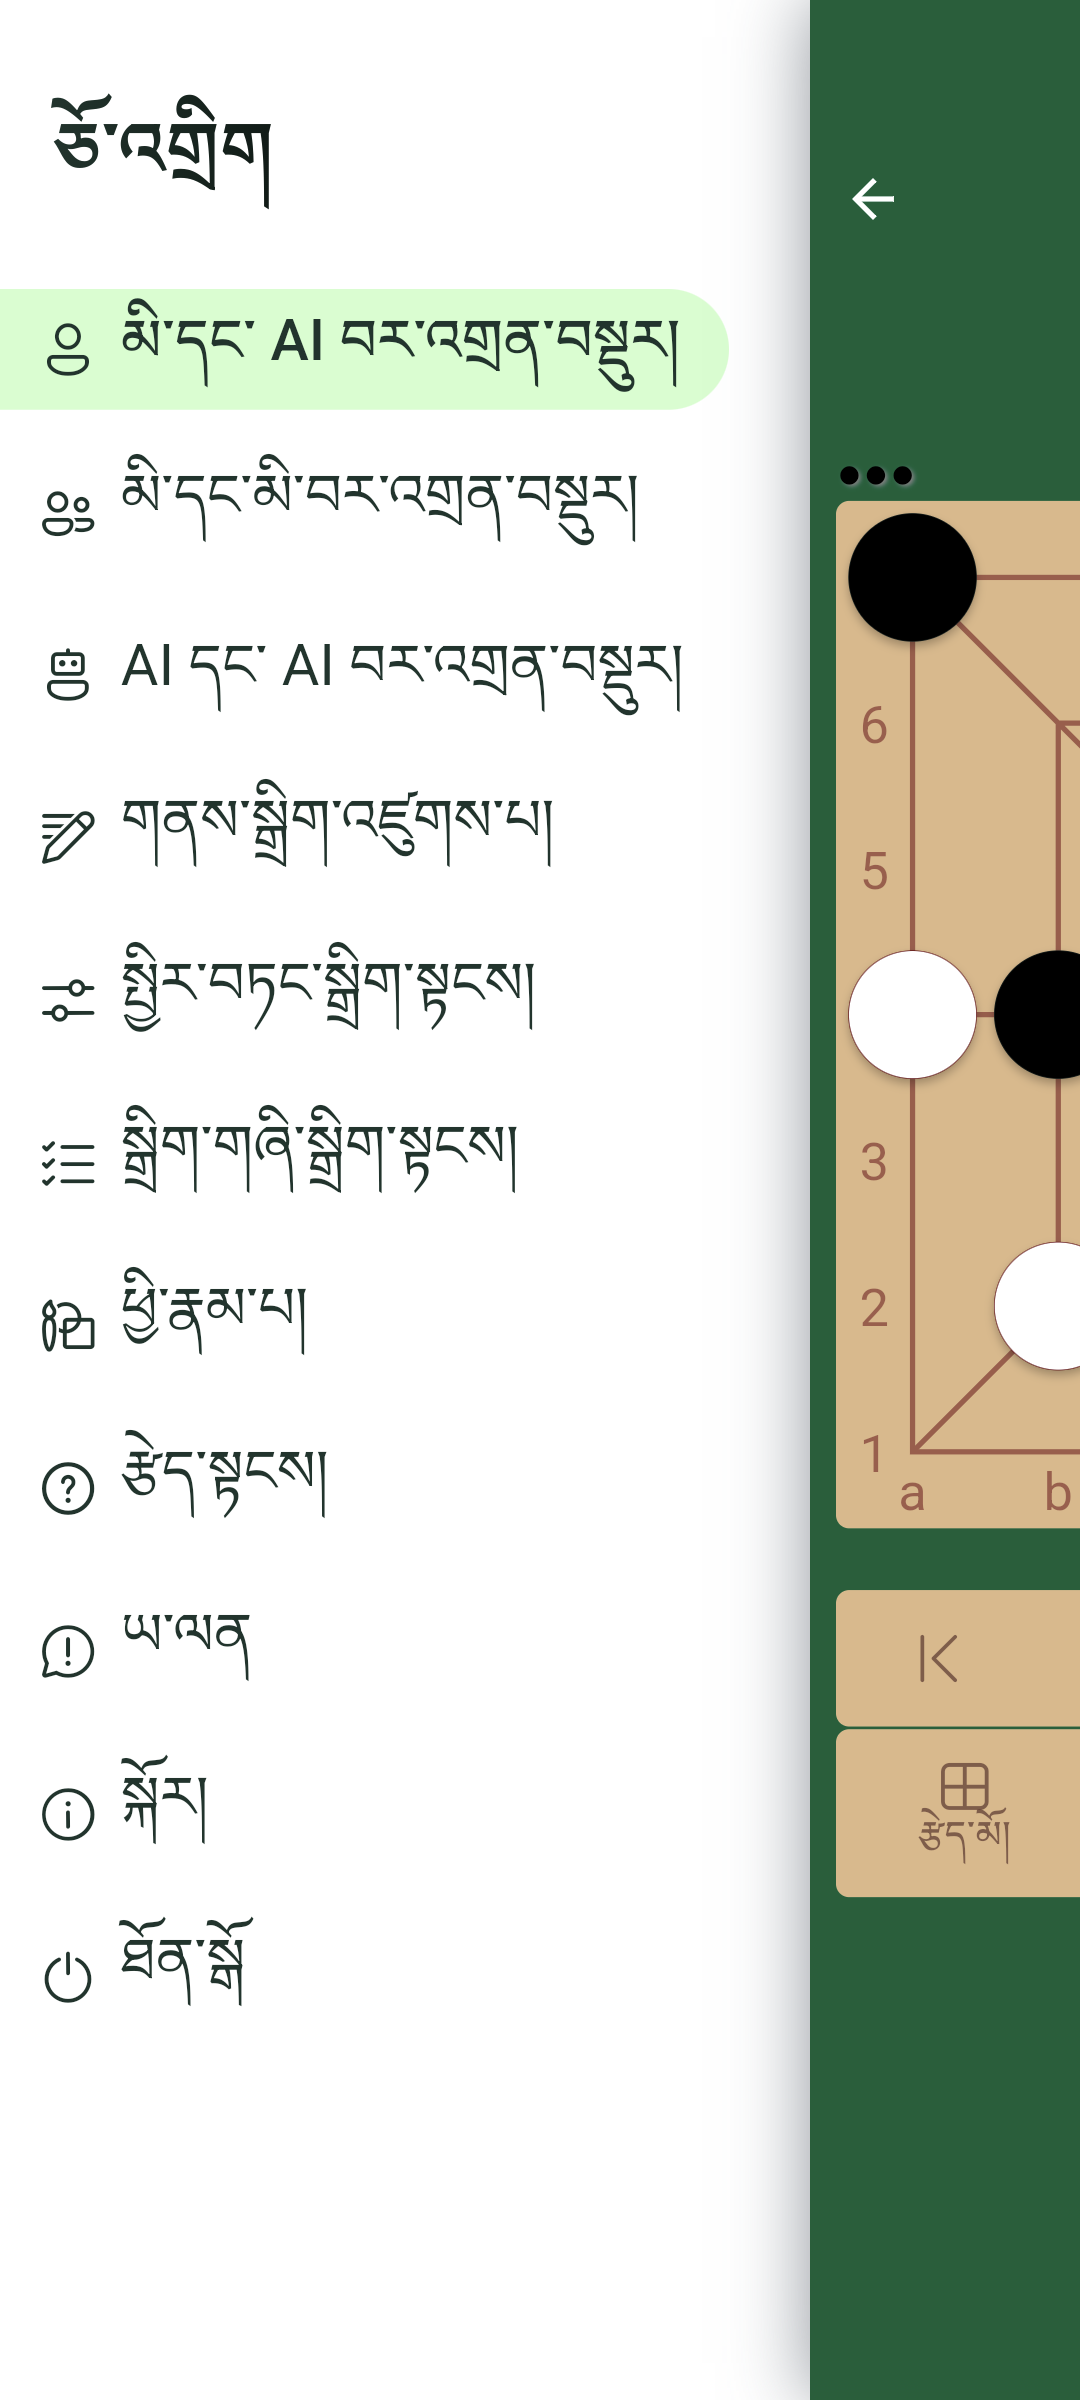 ཅོ་འགྲིག
མི་དང་ AI བར་འགྲན་བསྡུར།
མི་དང་མི་བར་འགྲན་བསྡུར།
AI དང་ AI བར་འགྲན་བསྡུར།
གནས་སྒྲིག་འཛུགས་པ།
སྤྱིར་བཏང་སྒྲིག་སྟངས།
སྒྲིག་གཞི་སྒྲིག་སྟངས།
ཕྱི་རྣམ་པ།
རྩེད་སྟངས།
ཡ་ལན
སྐོར།
ཐོན་སྒོ
6
5
3
2
1
a b
རྩེད་མོ།